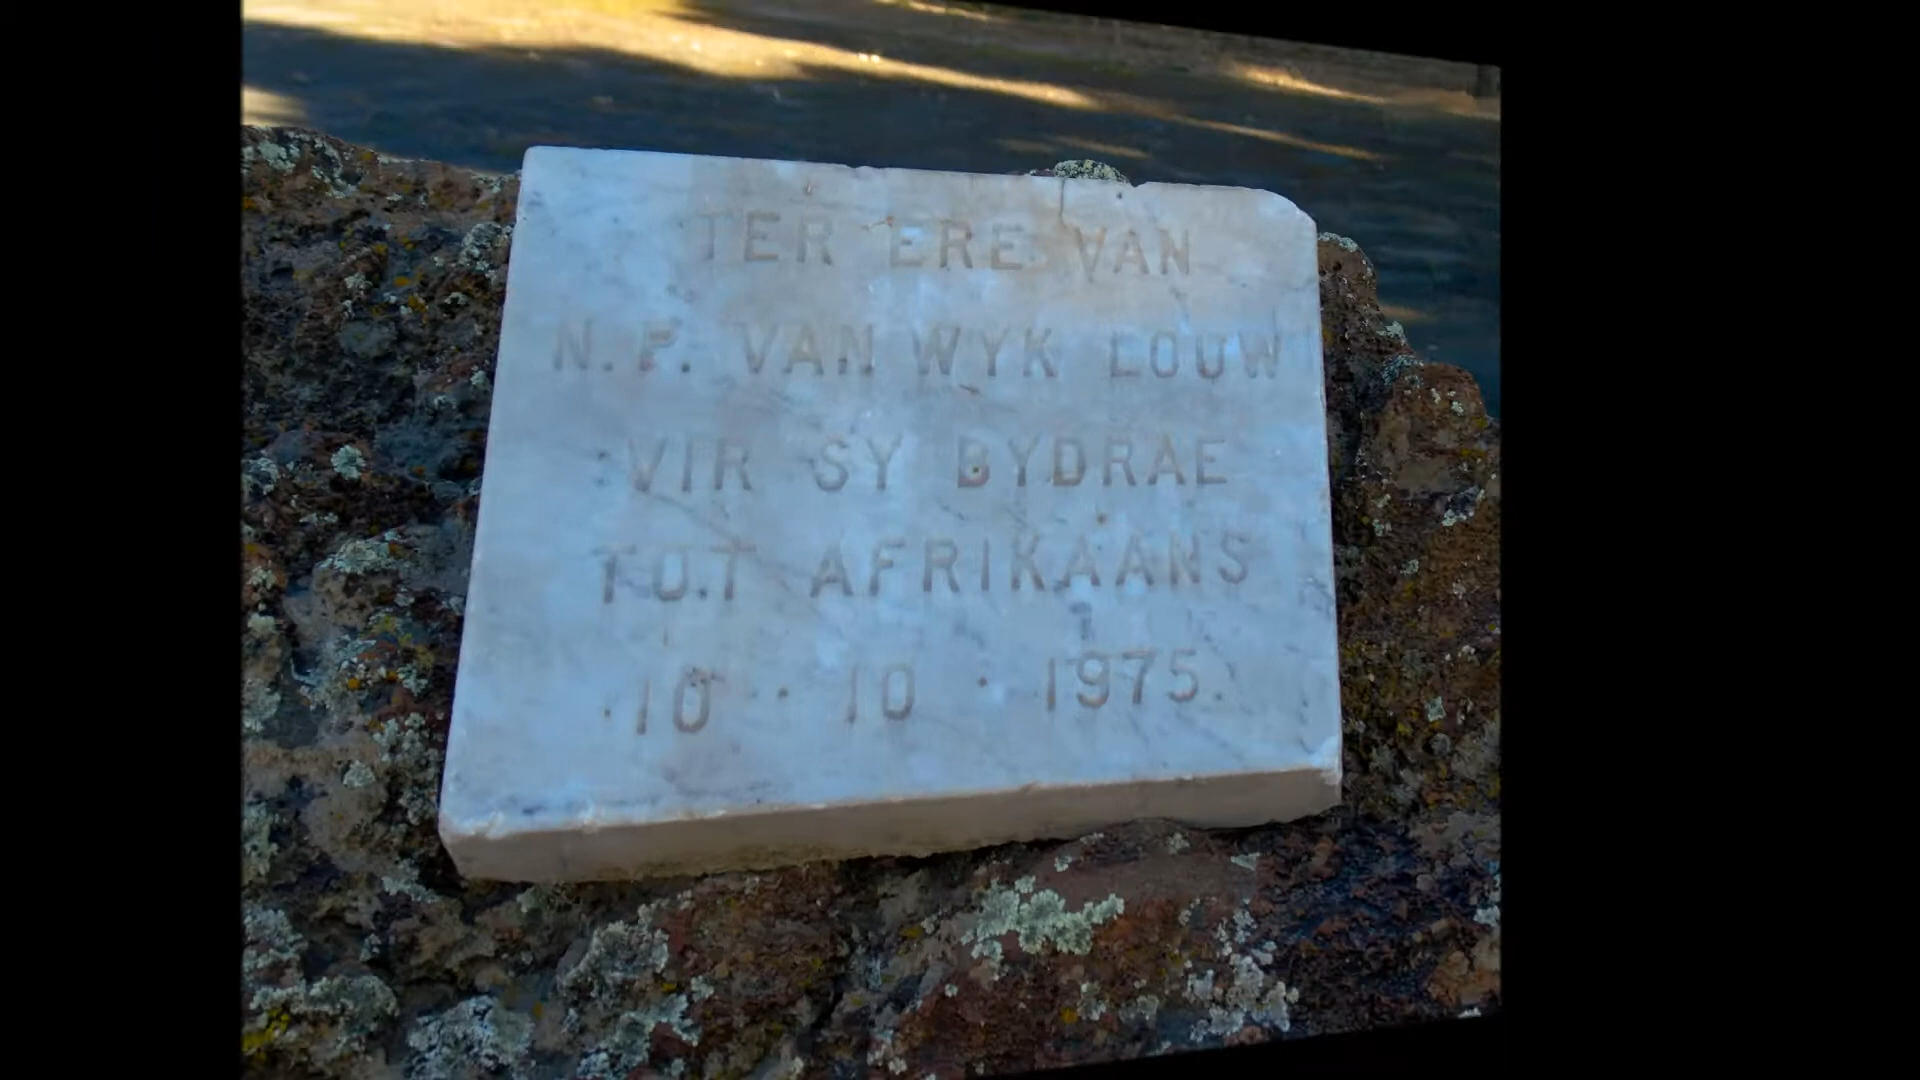 TER ERE VAN
N.P. VAN WYK LOUW
VIR SY BYDRAE
TOT AFRIKAANS
10 · 10 · 1975.